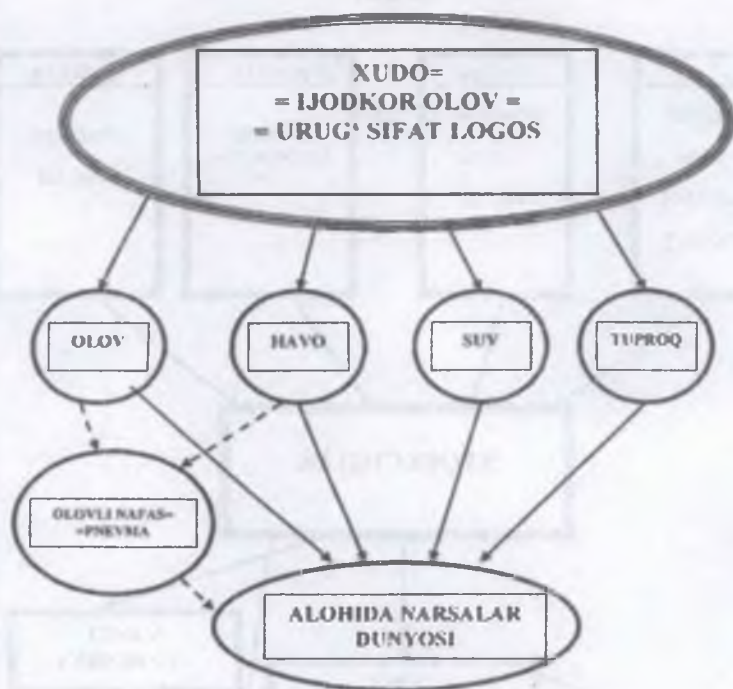 XUDO=
= IJODKOR OLOV =
= URUG‘ SIFAT LOGOS
OLOV
HAVO
SUV
TUPROQ
OLOVLI NAFAS=
=PNEVMA
ALOHIDA NARSALAR
DUNYOSI